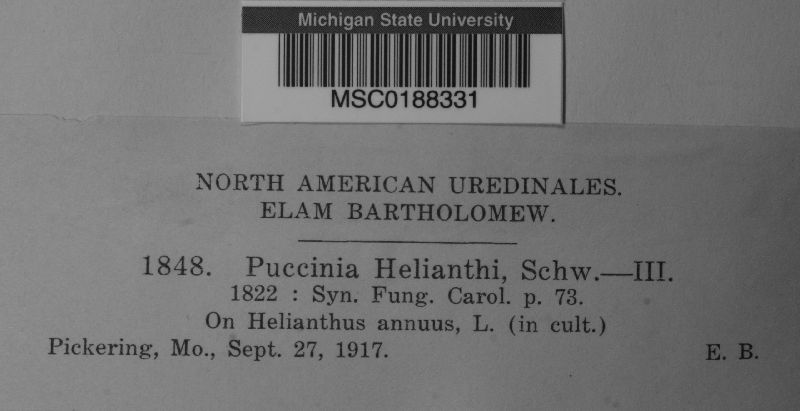 Michigan State University
MSC0188331
NORTH AMERICAN UREDINALES.
ELAM BARTHOLOMEW.
1848. Puccinia Helianthi, Schw.—III.
1822 : Syn. Fung. Carol. p. 73.
On Helianthus annuus, L. (in cult.)
Pickering, Mo., Sept. 27, 1917. E. B.